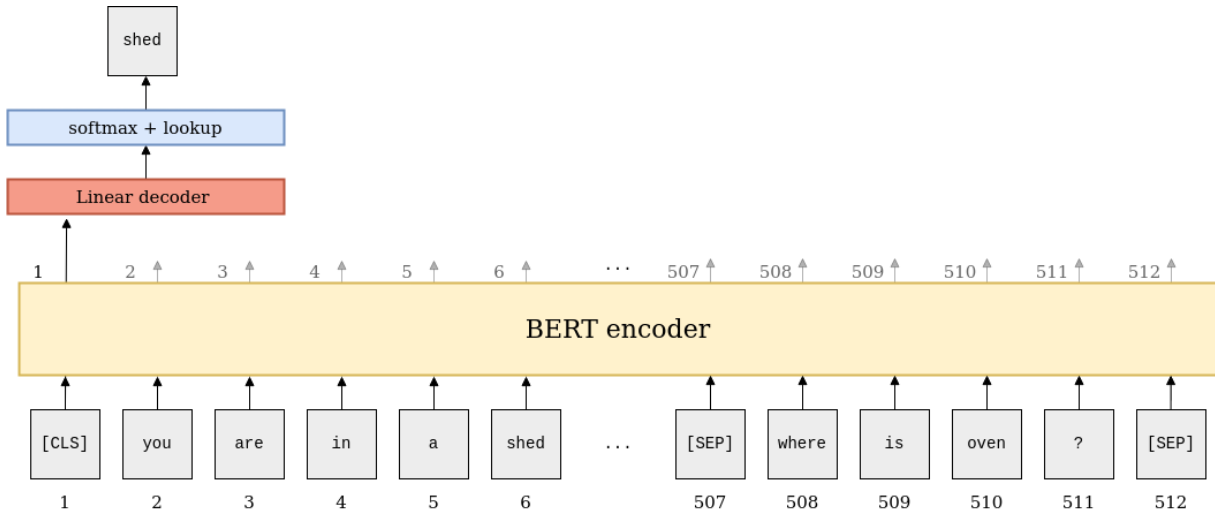 shed
softmax + lookup
Linear decoder
1 2 3 4 5 6 ... 507 508 509 510 511 512
BERT encoder
[CLS] you are in a shed ... [SEP] where is oven ? [SEP]
1 2 3 4 5 6 507 508 509 510 511 512